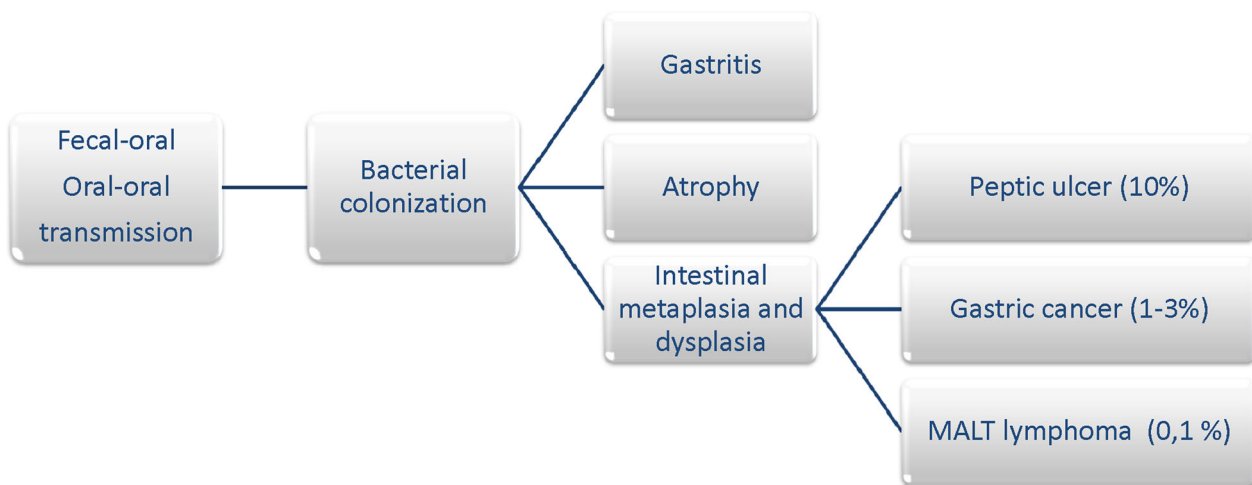 Fecal-oral
Oral-oral
transmission
Bacterial
colonization
Gastritis
Atrophy
Intestinal
metaplasia and
dysplasia
Peptic ulcer (10%)
Gastric cancer (1-3%)
MALT lymphoma (0,1 %)